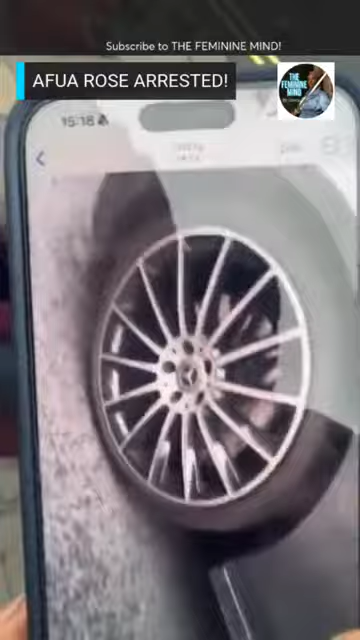 Subscribe to THE FEMININE MIND!
AFUA ROSE ARRESTED!
THE
FEMININE
MIND
15:18